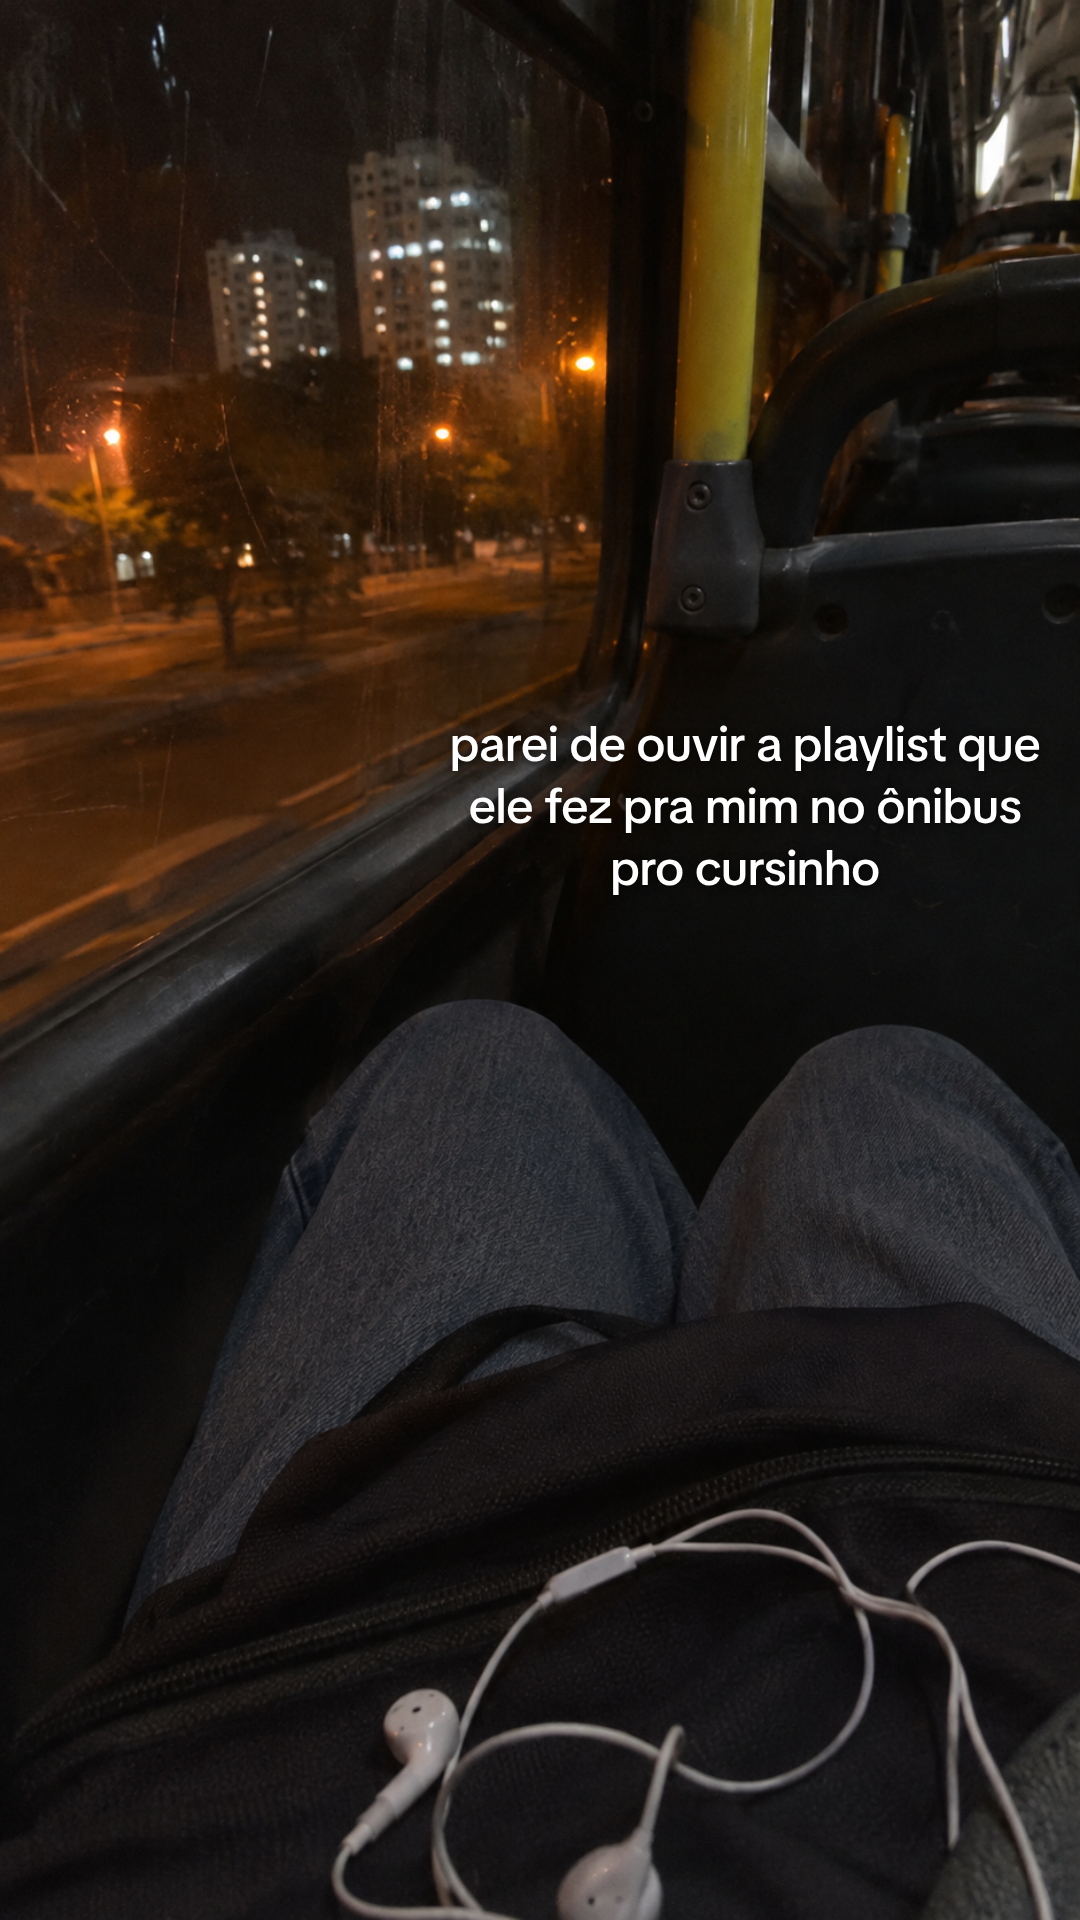 parei de ouvir a playlist que
ele fez pra mim no ônibus
pro cursinho